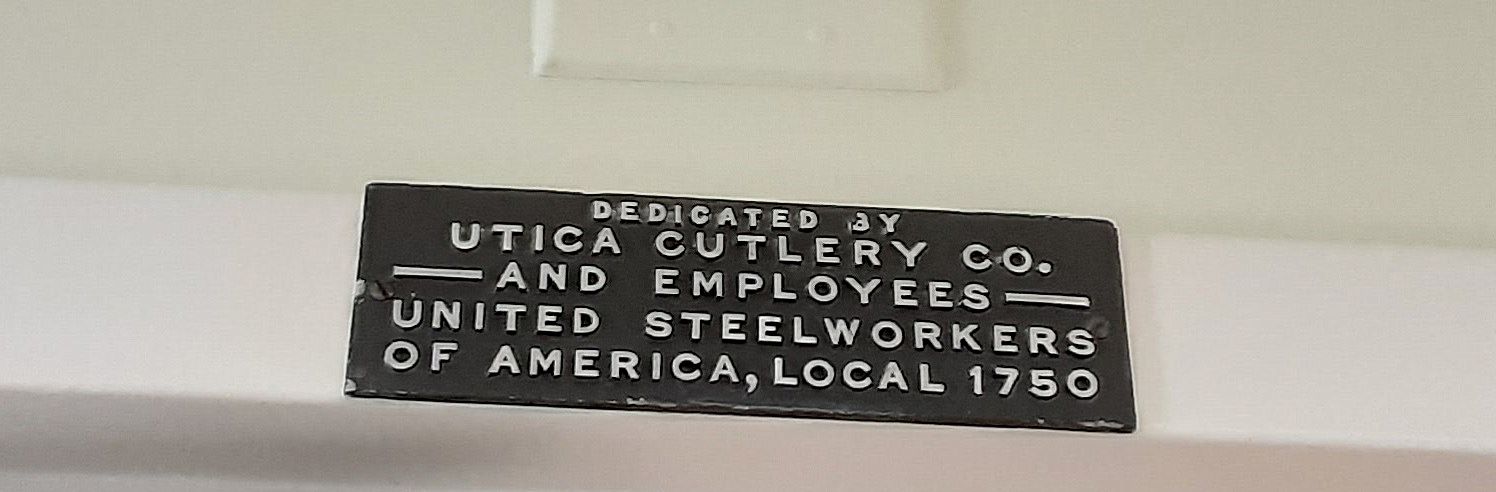 DEDICATED BY
UTICA CUTLERY CO.
AND EMPLOYEES
UNITED STEELWORKERS
OF AMERICA, LOCAL 1750